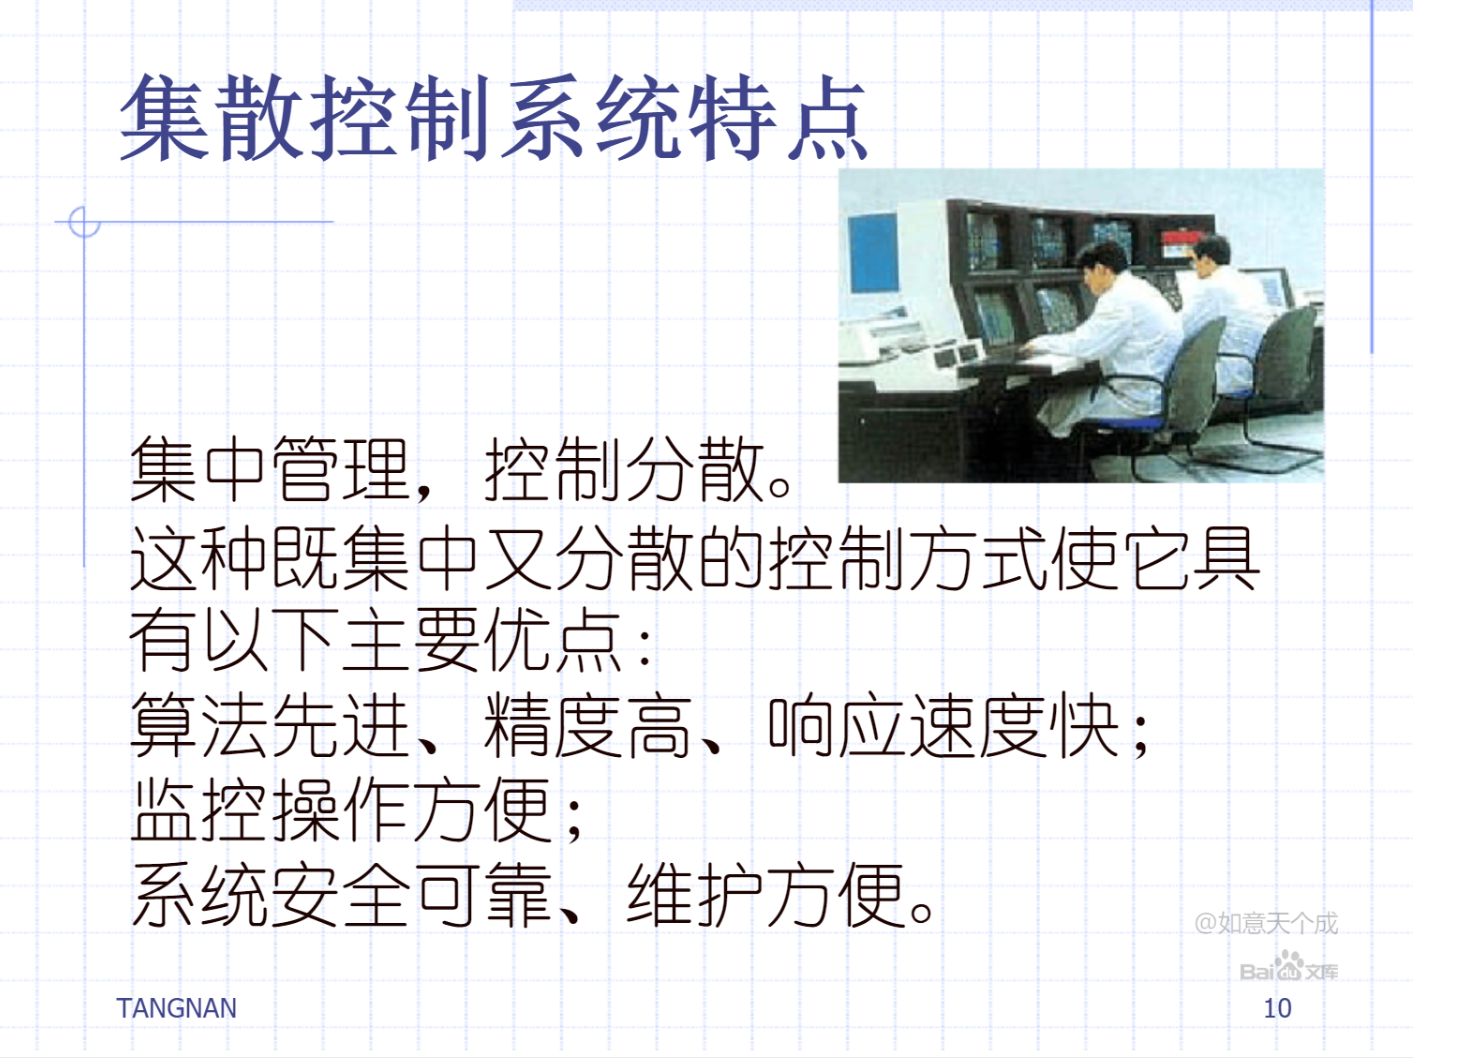 集散控制系统特点
集中管理，控制分散。
这种既集中又分散的控制方式使它具
有以下主要优点：
算法先进、精度高、响应速度快；
监控操作方便；
系统安全可靠、维护方便。
@如意天个成
Bai du 文库
TANGNAN
10